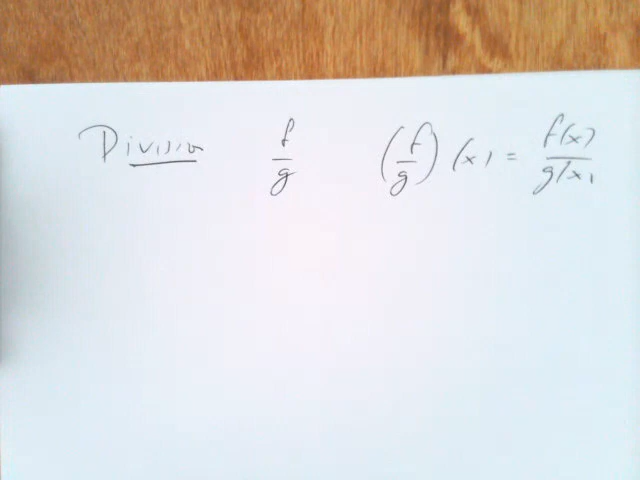 Division f/g (f/g)(x) = f(x)/g(x)